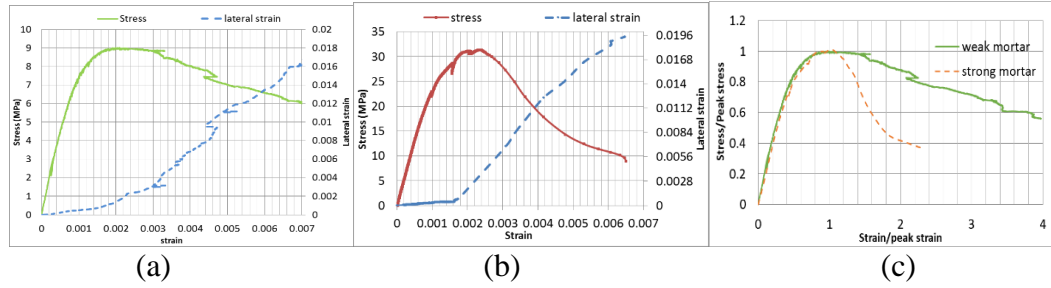 Stress lateral strain
10 0.018
9 0.016
8 0.014
7 0.012
6 0.01
5 0.008
4 0.006
3 0.004
2 0.002
1 0
0
Stress (MPa)
Lateral strain
0 0.001 0.002 0.003 0.004 0.005 0.006 0.007
strain
(a)
stress lateral strain
35 0.0196
30 0.0168
25 0.014
20 0.0112
15 0.0084
10 0.0056
5 0.0028
0 0
Stress (MPa)
Lateral strain
0 0.001 0.002 0.003 0.004 0.005 0.006 0.007
Strain
(b)
1.2
1
0.8
0.6
0.4
0.2
0
Stress/Peak stress
weak mortar
strong mortar
0 1 2 3 4
Strain/peak strain
(c)